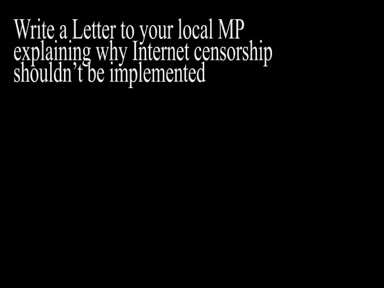 Write a Letter to your local MP
explaining why Internet censorship
shouldn't be implemented